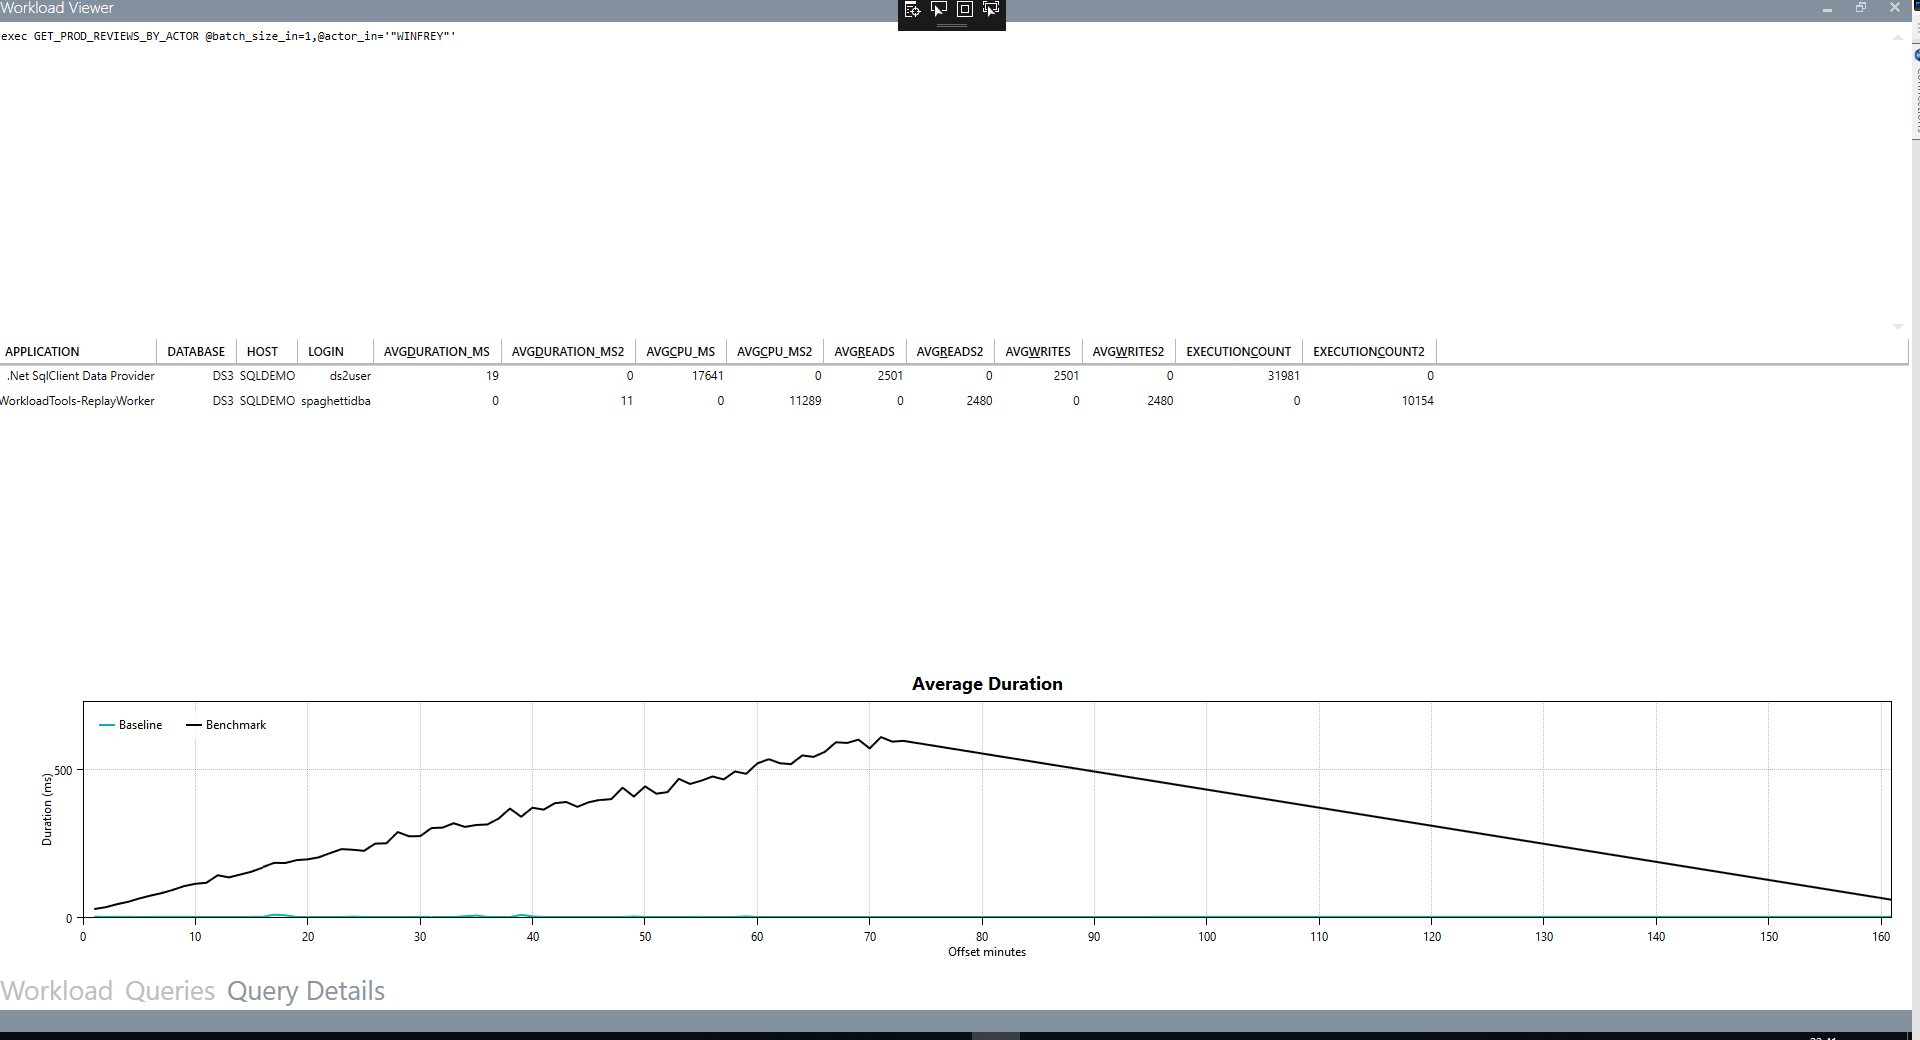 Workload Viewer
exec GET_PROD_REVIEWS_BY_ACTOR @batch_size_in=1,@actor_in='"WINFREY"'
APPLICATION DATABASE HOST LOGIN AVGDURATION_MS AVGDURATION_MS2 AVGCPU_MS AVGCPU_MS2 AVGREADS AVGREADS2 AVGWRITES AVGWRITES2 EXECUTIONCOUNT EXECUTIONCOUNT2
.Net SqlClient Data Provider DS3 SQLDEMO ds2user 19 0 17641 0 2501 0 2501 0 31981 0
WorkloadTools-ReplayWorker DS3 SQLDEMO spaghettidba 0 11 0 11289 0 2480 0 2480 0 10154
Average Duration
Baseline Benchmark
500
Duration (ms)
0
0 10 20 30 40 50 60 70 80 90 100 110 120 130 140 150 160
Offset minutes
Workload Queries Query Details